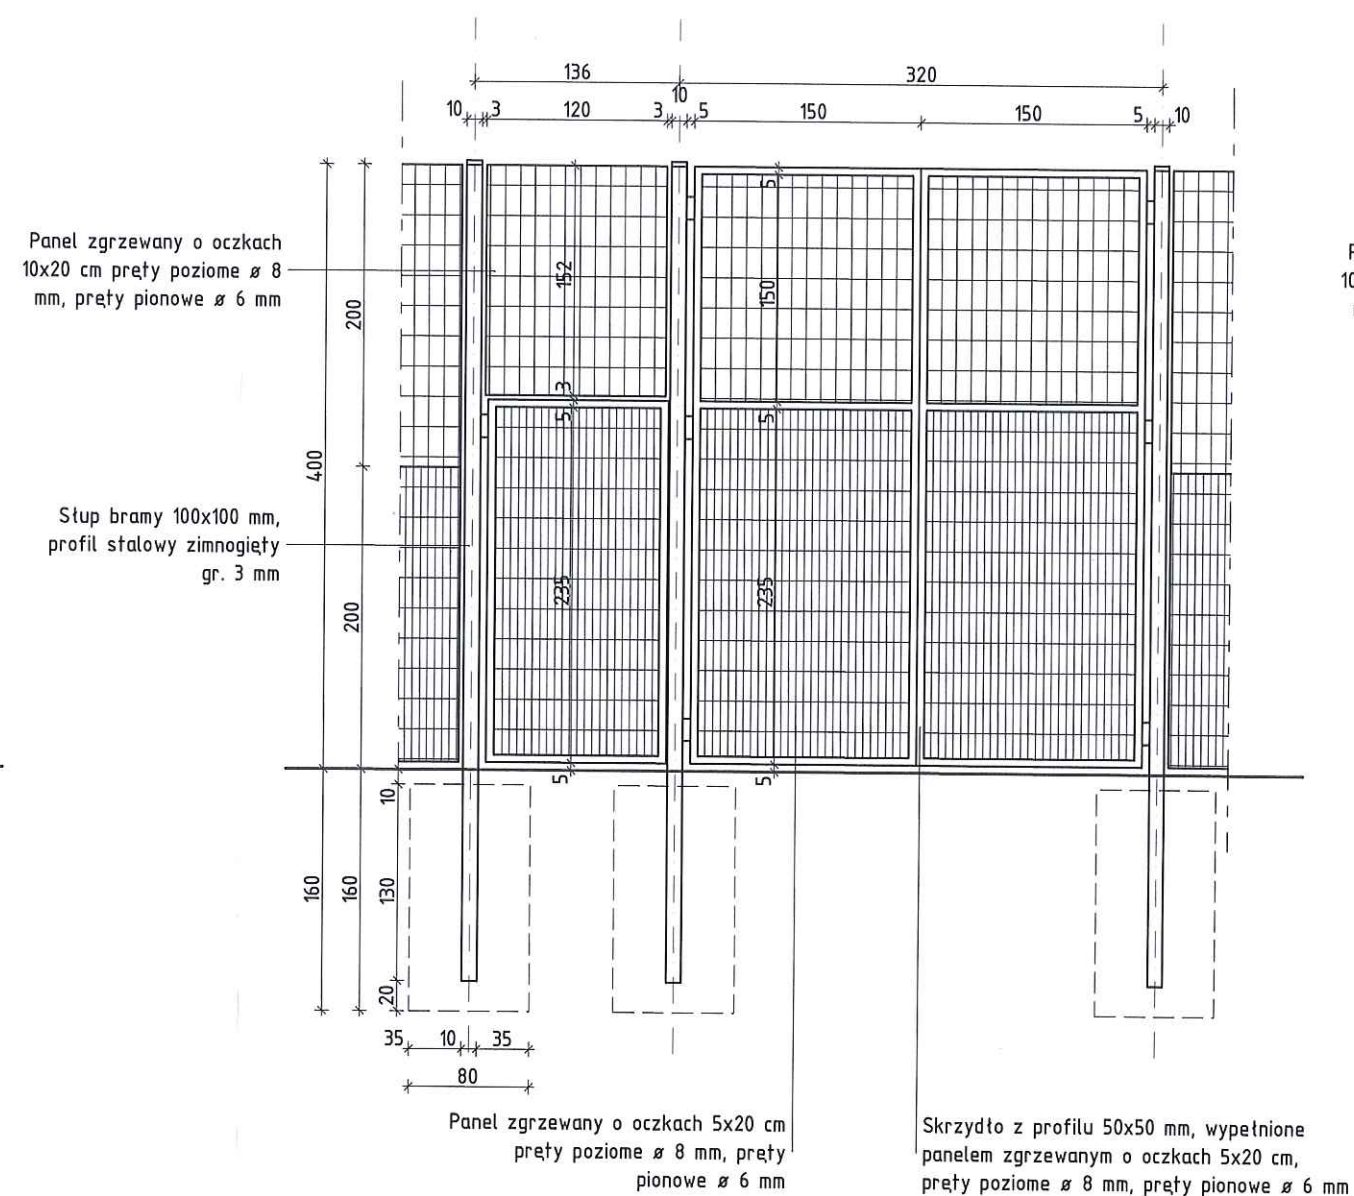 136
320
10
10
3
120
3
5
150
150
5
10
5
Panel zgrzewany o oczkach
10x20 cm pręty poziome ø 8
mm, pręty pionowe ø 6 mm
P
10
152
150
200
3
5
5
400
Słup bramy 100x100 mm,
profil stalowy zimnogięty
gr. 3 mm
235
235
200
5
5
10
160
160
130
20
35
10
35
80
Panel zgrzewany o oczkach 5x20 cm
pręty poziome ø 8 mm, pręty
pionowe ø 6 mm
Skrzydło z profilu 50x50 mm, wypełnione
panelem zgrzewanym o oczkach 5x20 cm,
pręty poziome ø 8 mm, pręty pionowe ø 6 mm